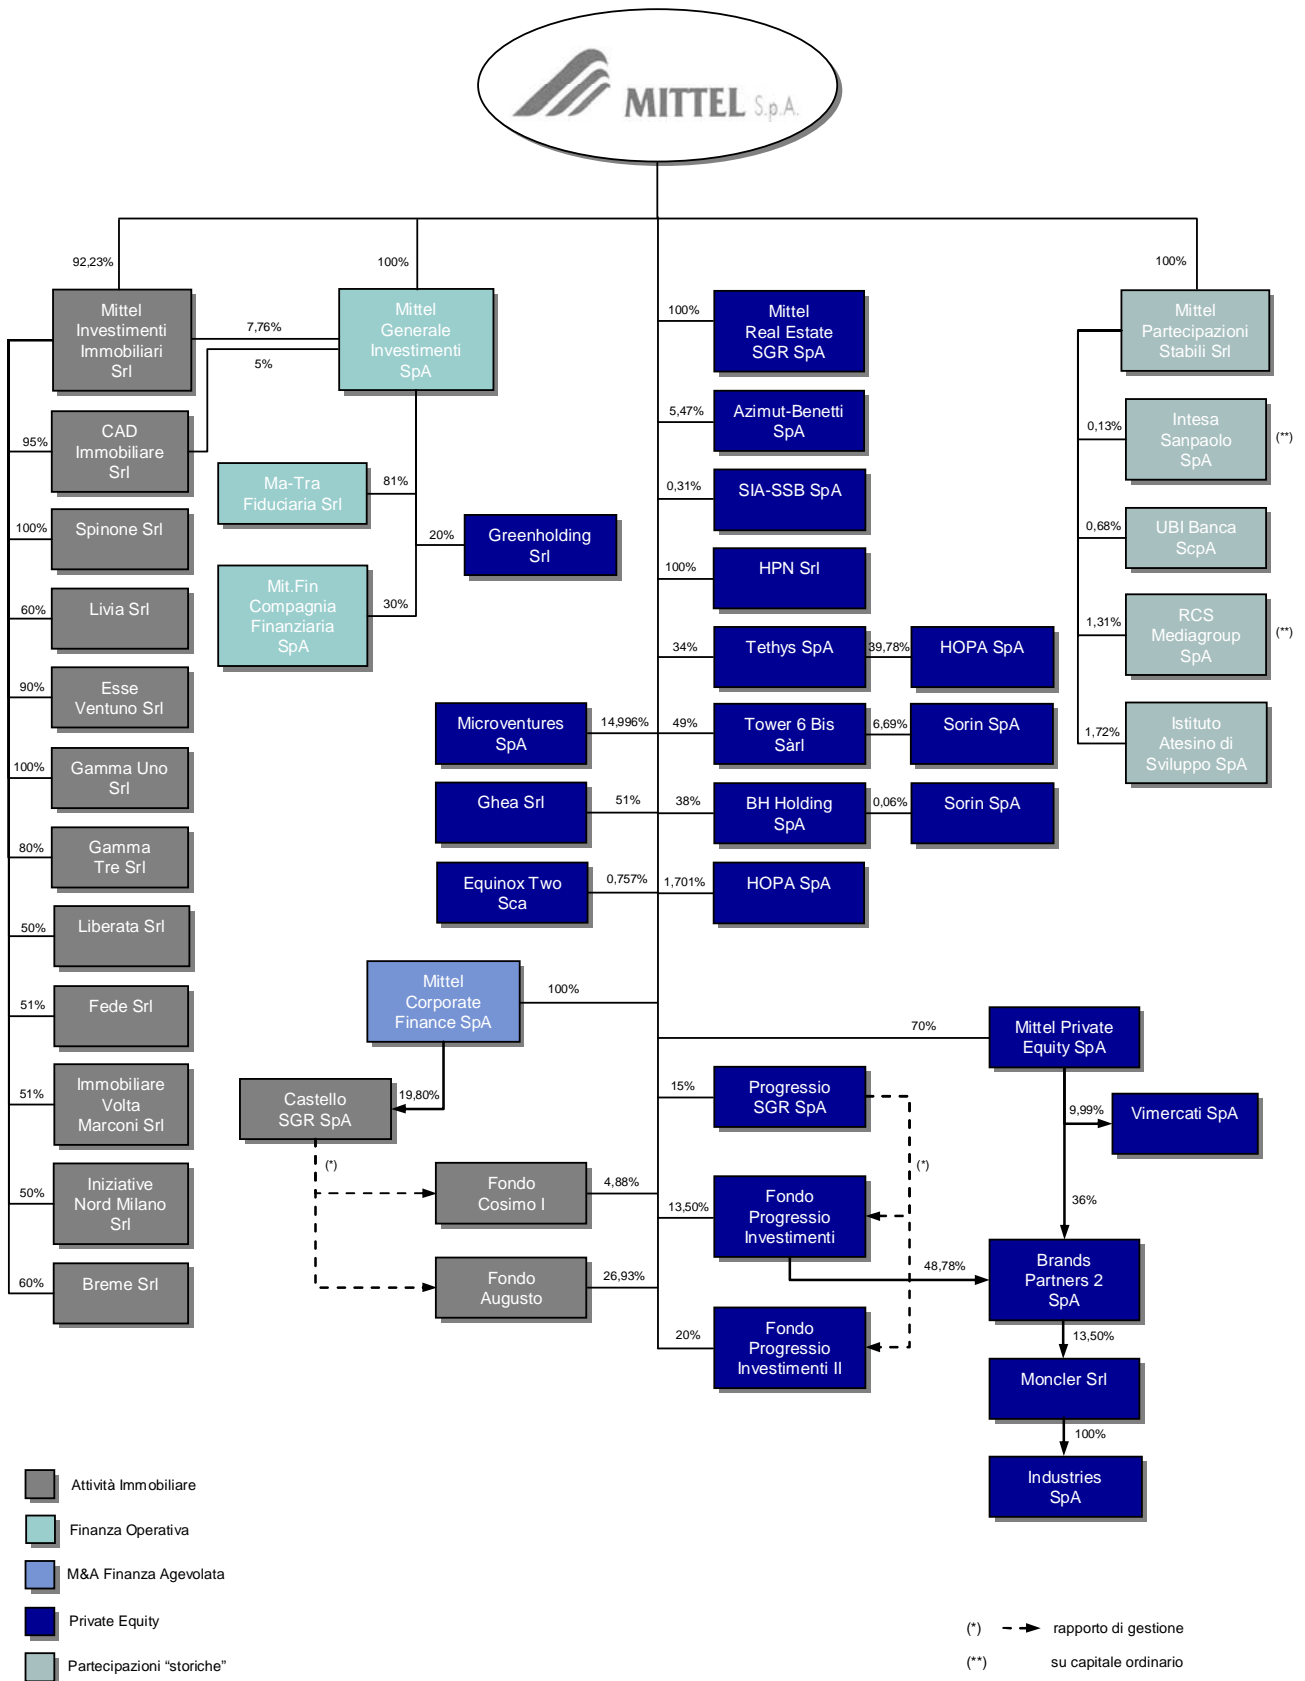 MITTEL S.p.A.
92,23%
100%
100%
Mittel
Investimenti
Immobiliari
Srl
7,76%
5%
Mittel
Generale
Investimenti
SpA
100%
Mittel
Real Estate
SGR SpA
Mittel
Partecipazioni
Stabili Srl
95%
CAD
Immobiliare
Srl
5,47%
Azimut-Benetti
SpA
0,13%
Intesa
Sanpaolo
SpA
(**)
Ma-Tra
Fiduciaria Srl
81%
0,31%
SIA-SSB SpA
100%
Spinone Srl
20%
Greenholding
Srl
0,68%
UBI Banca
ScpA
100%
HPN Srl
60%
Livia Srl
Mit.Fin
Compagnia
Finanziaria
SpA
30%
1,31%
RCS
Mediagroup
SpA
(**)
34%
Tethys SpA
39,78%
HOPA SpA
90%
Esse
Ventuno Srl
Microventures
SpA
14,996%
49%
Tower 6 Bis
Sàrl
6,69%
Sorin SpA
1,72%
Istituto
Atesino di
Sviluppo SpA
100%
Gamma Uno
Srl
Ghea Srl
51%
38%
BH Holding
SpA
0,06%
Sorin SpA
80%
Gamma
Tre Srl
Equinox Two
Sca
0,757%
1,701%
HOPA SpA
50%
Liberata Srl
Mittel
Corporate
Finance SpA
100%
51%
Fede Srl
70%
Mittel Private
Equity SpA
51%
Immobiliare
Volta
Marconi Srl
Castello
SGR SpA
19,80%
15%
Progressio
SGR SpA
9,99%
Vimercati SpA
(*)
(*)
50%
Iniziative
Nord Milano
Srl
Fondo
Cosimo I
4,88%
13,50%
Fondo
Progressio
Investimenti
36%
60%
Breme Srl
Fondo
Augusto
26,93%
48,78%
Brands
Partners 2
SpA
20%
Fondo
Progressio
Investimenti II
13,50%
Moncler Srl
100%
Industries
SpA
Attività Immobiliare
Finanza Operativa
M&A Finanza Agevolata
Private Equity
Partecipazioni “storiche”
(*) rapporto di gestione
(**) su capitale ordinario